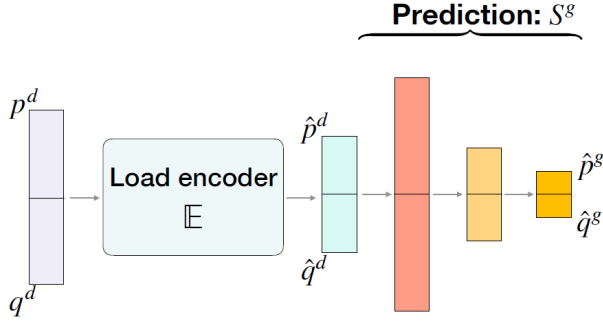 Prediction: S^g
p^d
Load encoder
𝔼
q^d
p̂^d
q̂^d
p̂^g
q̂^g